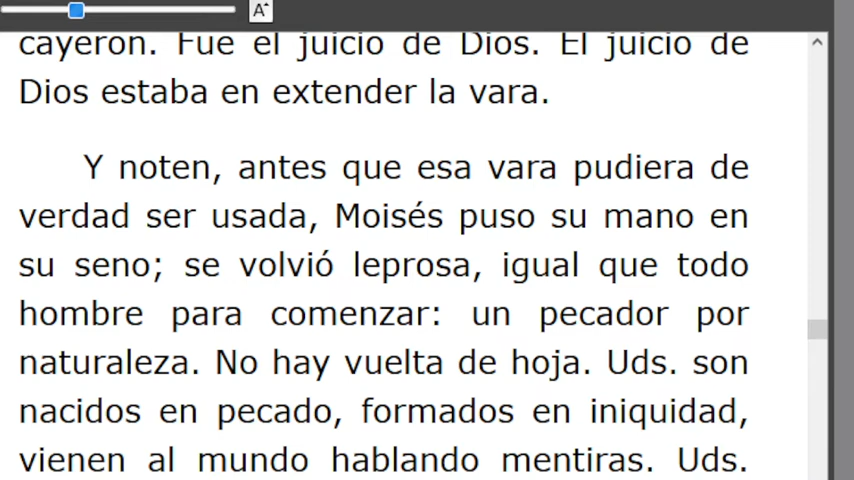 A
cayeron. Fue el juicio de Dios. El juicio de
Dios estaba en extender la vara.
Y noten, antes que esa vara pudiera de
verdad ser usada, Moisés puso su mano en
su seno; se volvió leprosa, igual que todo
hombre para comenzar: un pecador por
naturaleza. No hay vuelta de hoja. Uds. son
nacidos en pecado, formados en iniquidad,
vienen al mundo hablando mentiras. Uds.